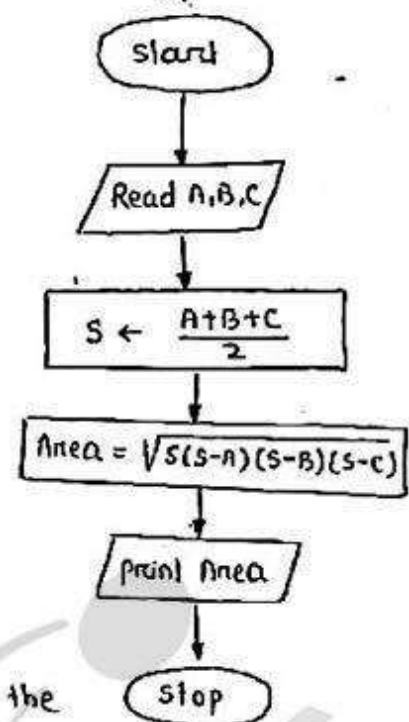 start
Read A,B,C
S ← A+B+C / 2
Area = √S(S-A)(S-B)(S-C)
print Area
the
stop